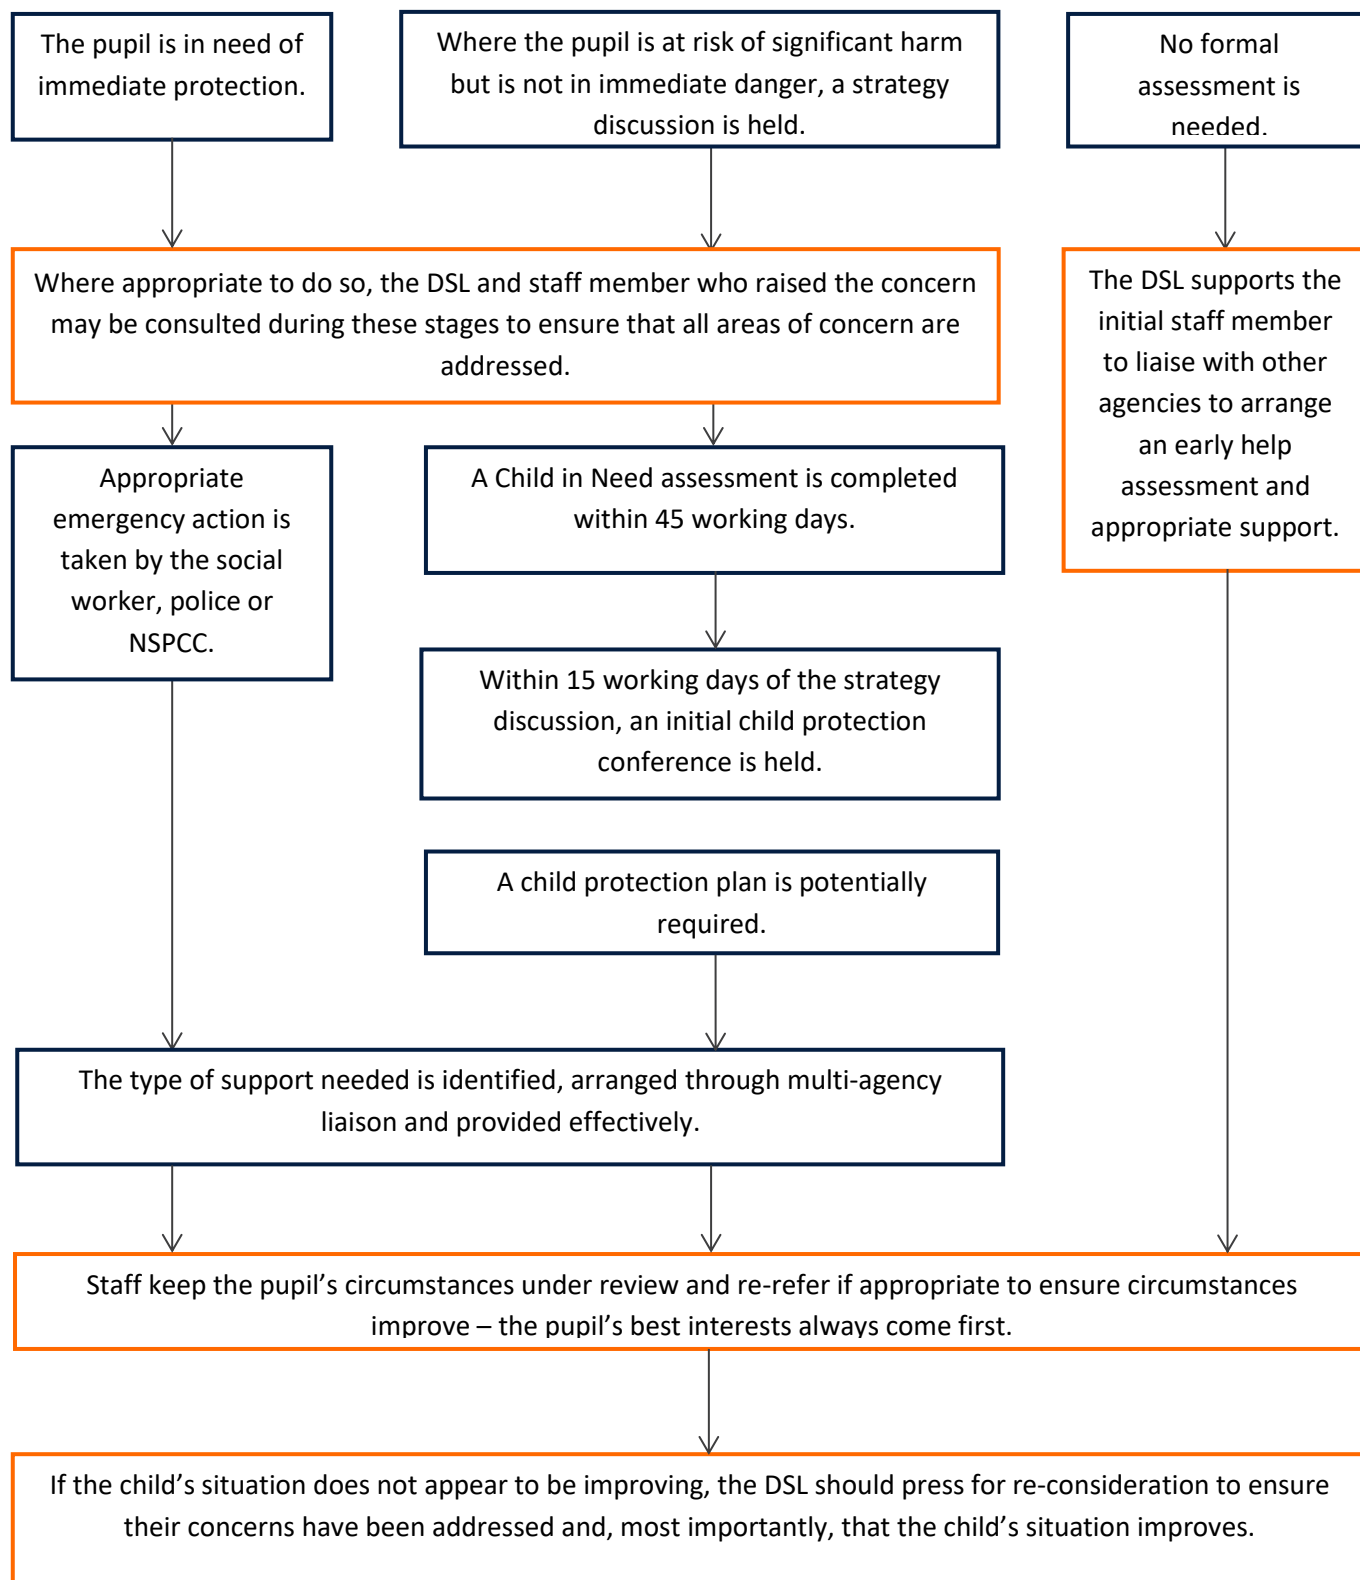 The pupil is in need of
immediate protection.
Where the pupil is at risk of significant harm
but is not in immediate danger, a strategy
discussion is held.
No formal
assessment is
needed.
Where appropriate to do so, the DSL and staff member who raised the concern
may be consulted during these stages to ensure that all areas of concern are
addressed.
The DSL supports the
initial staff member
to liaise with other
agencies to arrange
an early help
assessment and
appropriate support.
Appropriate
emergency action is
taken by the social
worker, police or
NSPCC.
A Child in Need assessment is completed
within 45 working days.
Within 15 working days of the strategy
discussion, an initial child protection
conference is held.
A child protection plan is potentially
required.
The type of support needed is identified, arranged through multi-agency
liaison and provided effectively.
Staff keep the pupil’s circumstances under review and re-refer if appropriate to ensure circumstances
improve – the pupil’s best interests always come first.
If the child’s situation does not appear to be improving, the DSL should press for re-consideration to ensure
their concerns have been addressed and, most importantly, that the child’s situation improves.